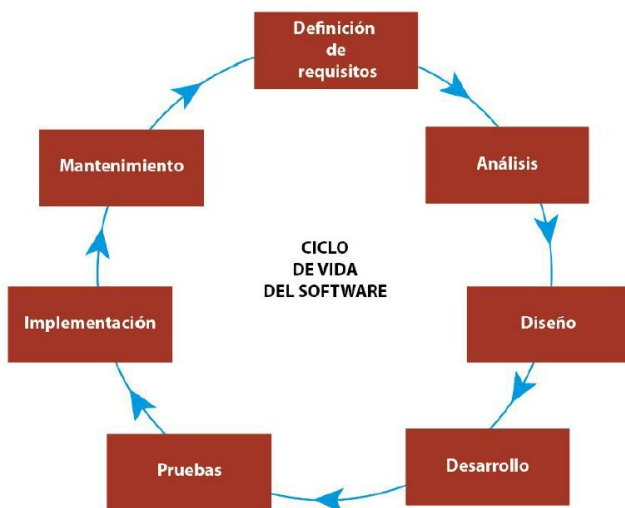 Definición
de
requisitos
Análisis
Diseño
Desarrollo
Pruebas
Implementación
Mantenimiento
CICLO
DE VIDA
DEL SOFTWARE